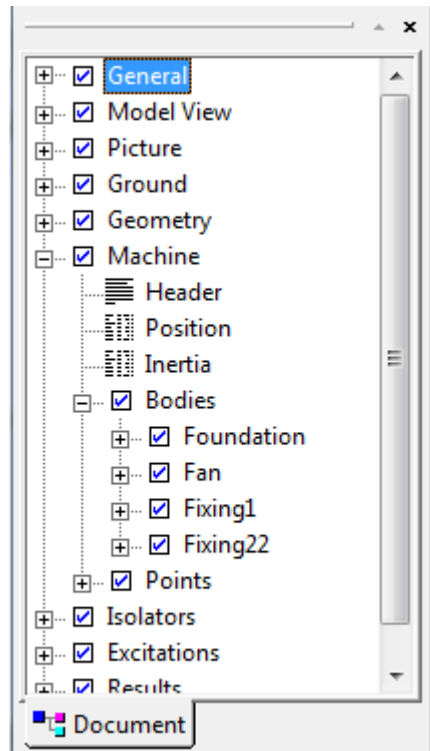 General
Model View
Picture
Ground
Geometry
Machine
Header
Position
Inertia
Bodies
Foundation
Fan
Fixing1
Fixing22
Points
Isolators
Excitations
Results
Document